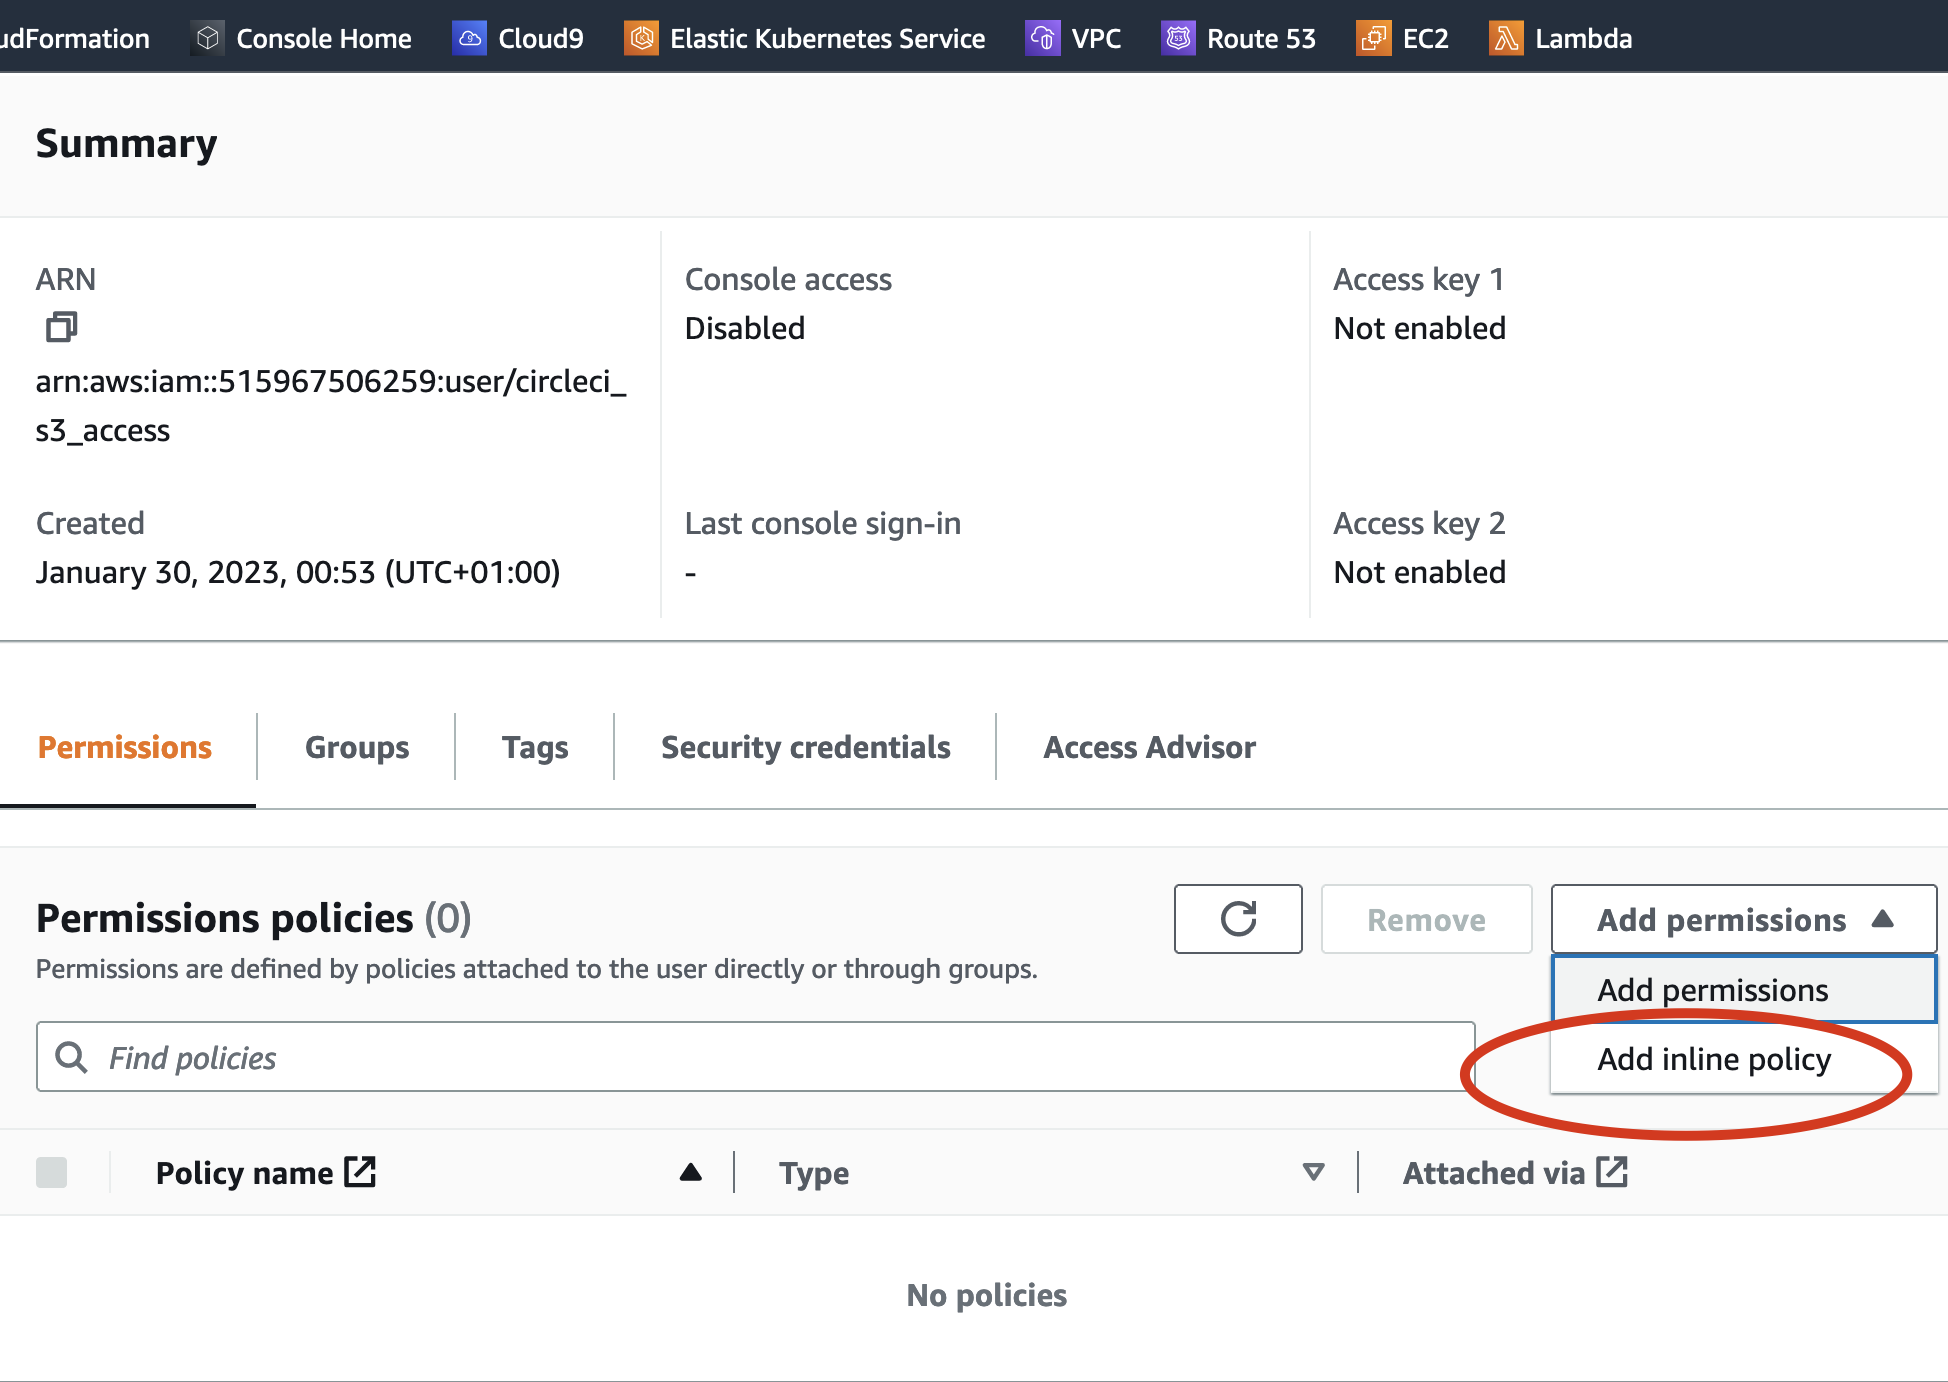 udFormation Console Home Cloud9 Elastic Kubernetes Service VPC Route 53 EC2 Lambda
Summary
ARN
arn:aws:iam::515967506259:user/circleci_
s3_access
Console access
Disabled
Access key 1
Not enabled
Created
January 30, 2023, 00:53 (UTC+01:00)
Last console sign-in
-
Access key 2
Not enabled
Permissions Groups Tags Security credentials Access Advisor
Permissions policies (0)
Permissions are defined by policies attached to the user directly or through groups.
Remove
Add permissions
Add permissions
Add inline policy
Find policies
Policy name Type Attached via
No policies